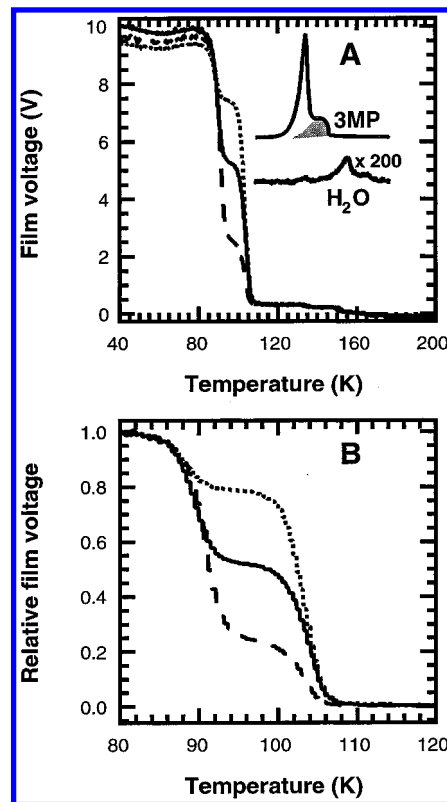 A
3MP
x 200
H2O
Film voltage (V)
10
8
6
4
2
0
40
80
120
160
200
Temperature (K)
B
Relative film voltage
1.0
0.8
0.6
0.4
0.2
0.0
80
90
100
110
120
Temperature (K)